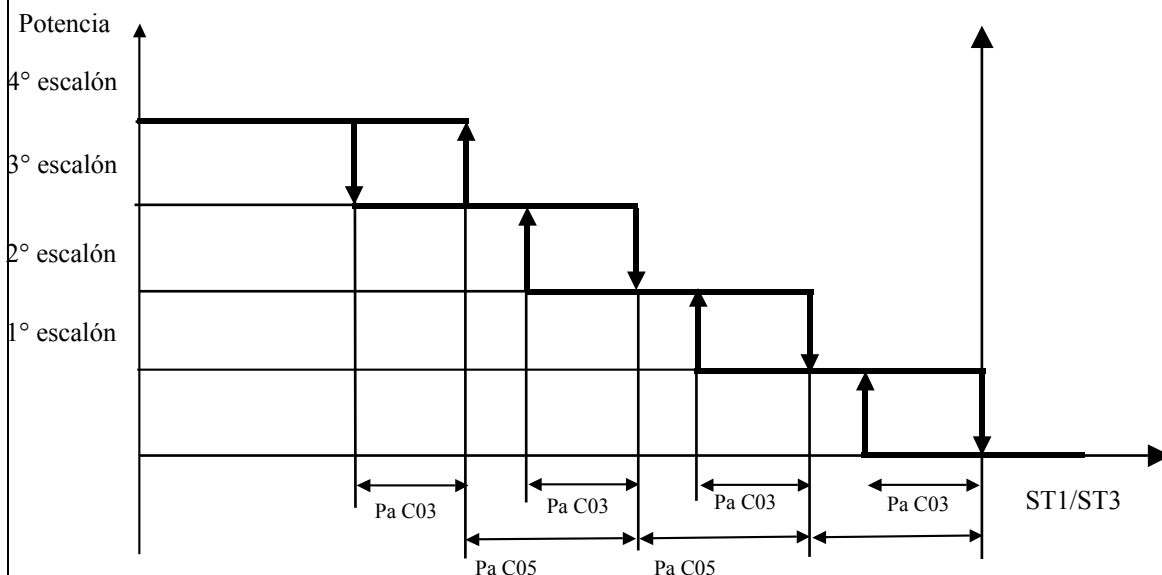 Potencia
4° escalón
3° escalón
2° escalón
1° escalón
Pa C03
Pa C03
Pa C03
Pa C03
ST1/ST3
Pa C05
Pa C05